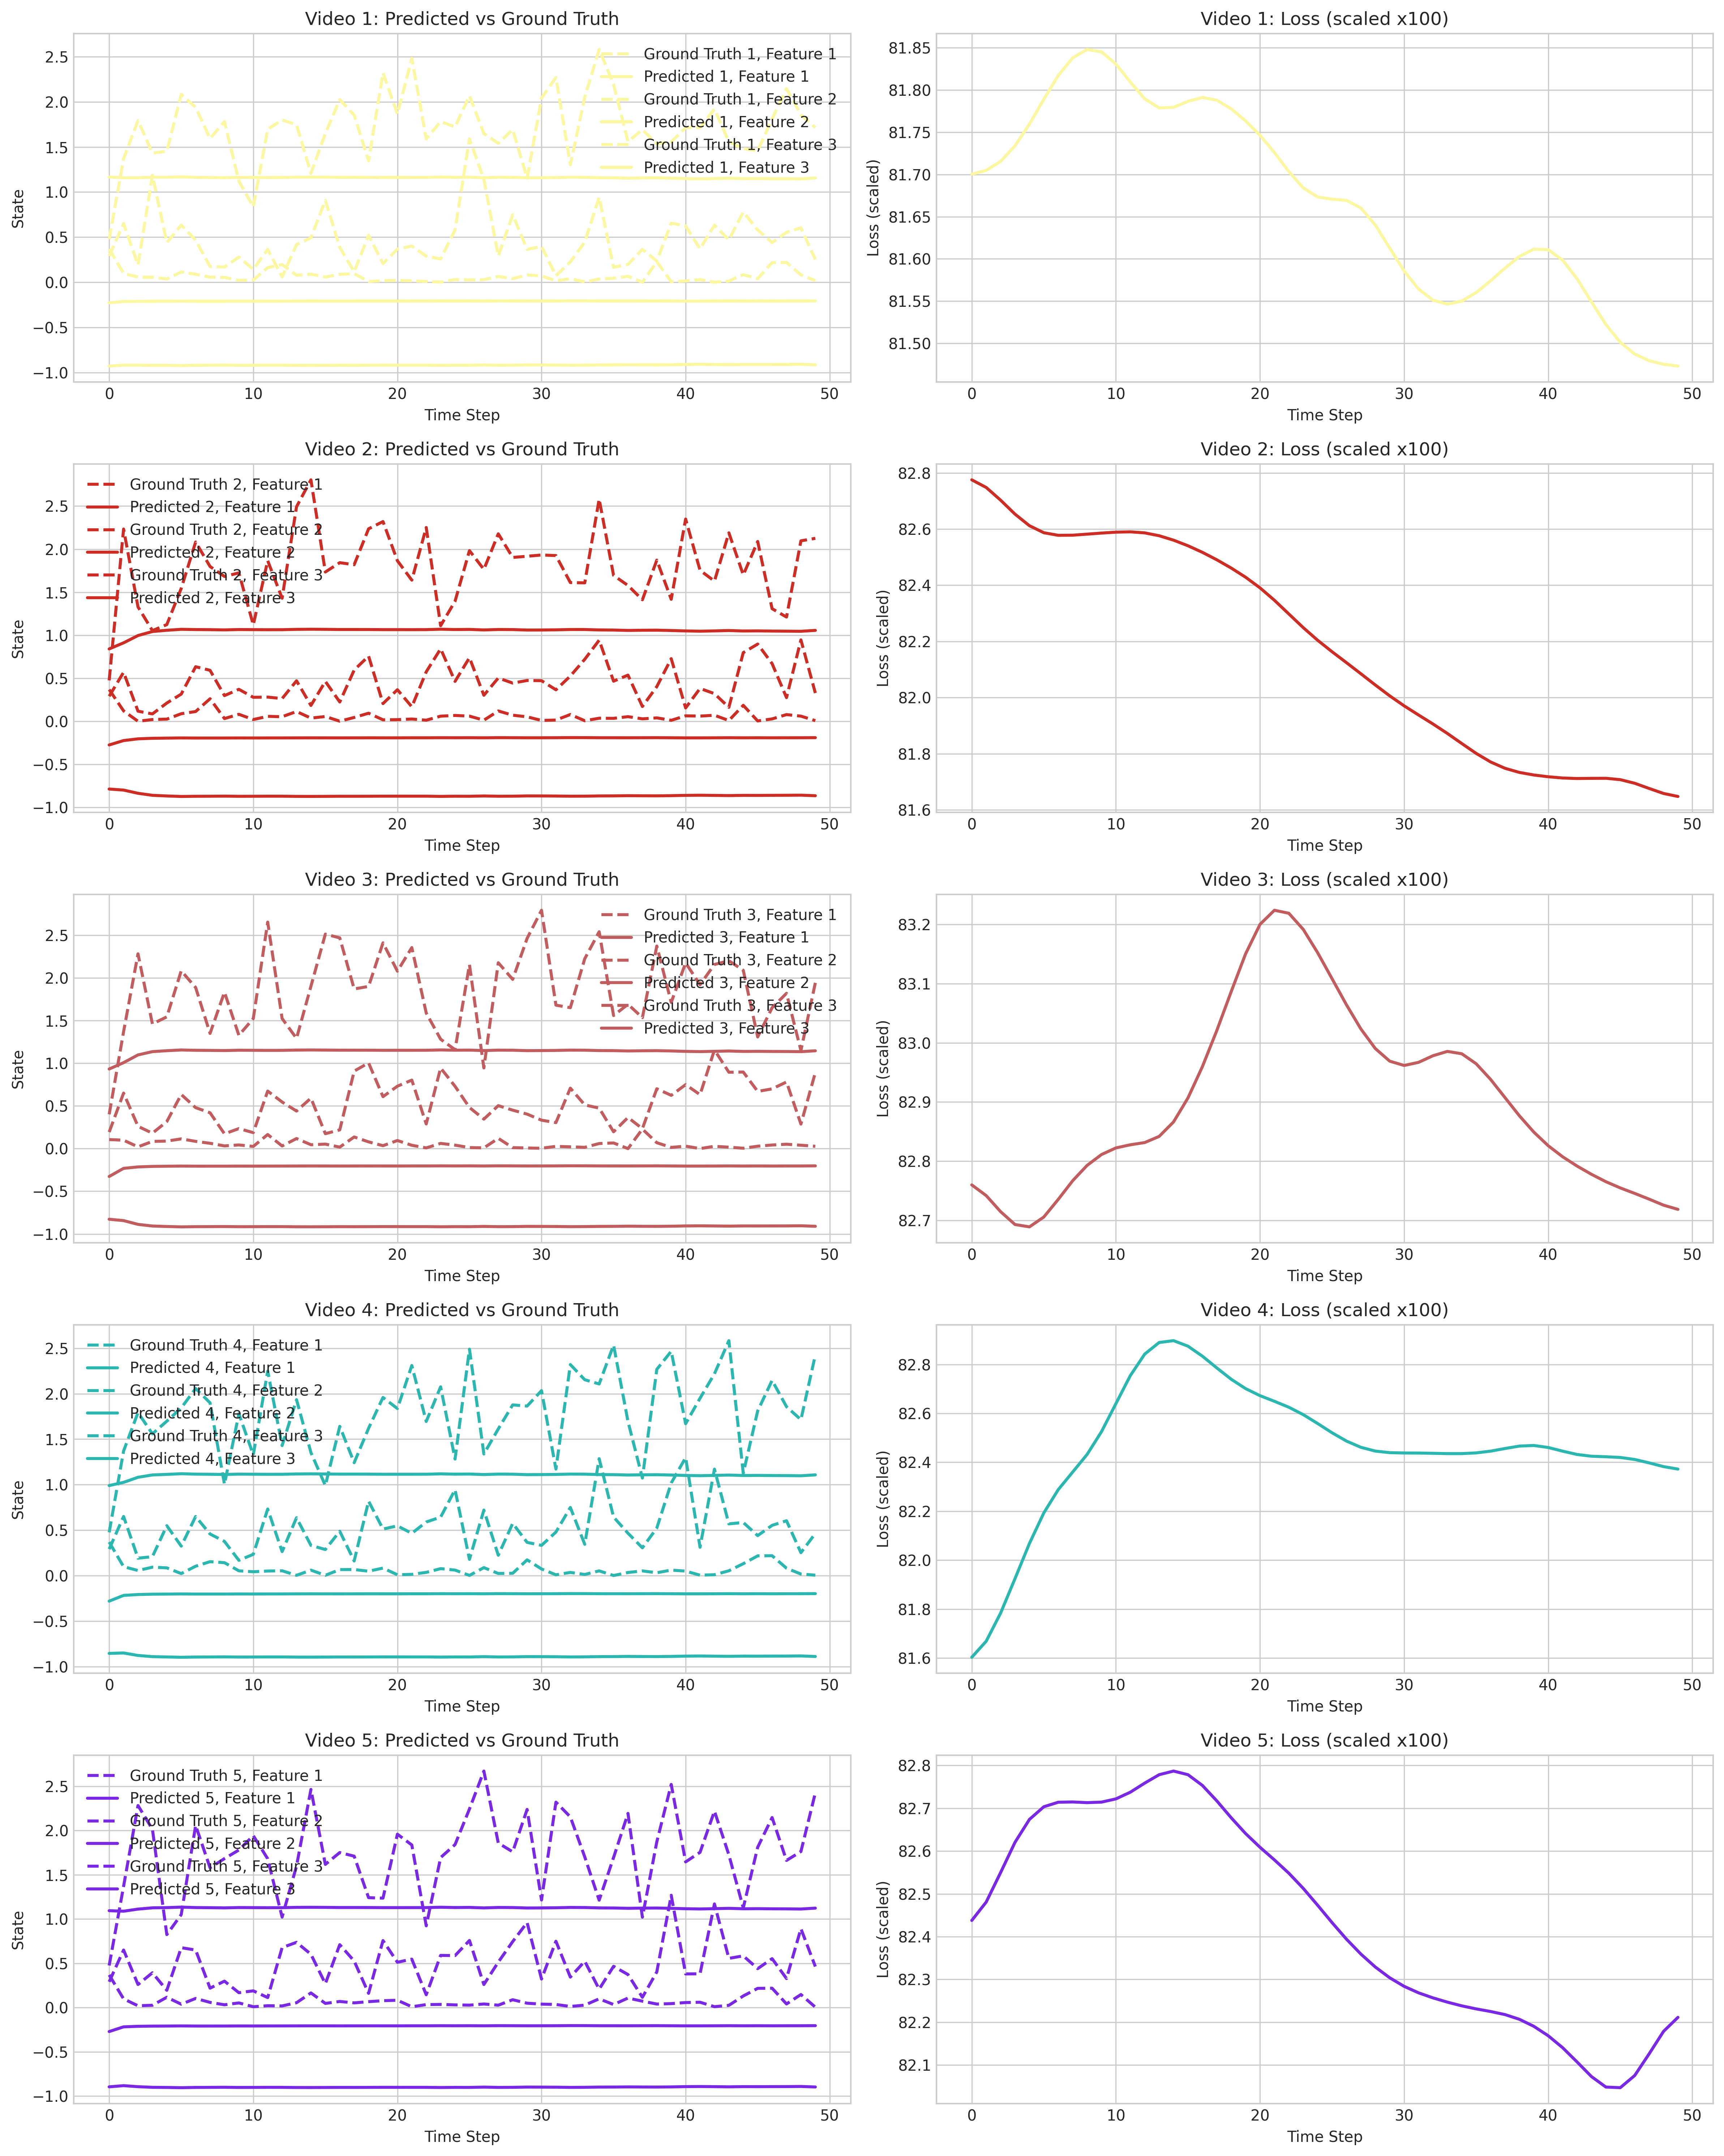 Video 1: Predicted vs Ground Truth
State
2.5
2.0
1.5
1.0
0.5
0.0
−0.5
−1.0
Ground Truth 1, Feature 1
Predicted 1, Feature 1
Ground Truth 1, Feature 2
Predicted 1, Feature 2
Ground Truth 1, Feature 3
Predicted 1, Feature 3
0 10 20 30 40 50
Time Step
Video 1: Loss (scaled x100)
Loss (scaled)
81.85
81.80
81.75
81.70
81.65
81.60
81.55
81.50
0 10 20 30 40 50
Time Step
Video 2: Predicted vs Ground Truth
State
2.5
2.0
1.5
1.0
0.5
0.0
−0.5
−1.0
Ground Truth 2, Feature 1
Predicted 2, Feature 1
Ground Truth 2, Feature 2
Predicted 2, Feature 2
Ground Truth 2, Feature 3
Predicted 2, Feature 3
0 10 20 30 40 50
Time Step
Video 2: Loss (scaled x100)
Loss (scaled)
82.8
82.6
82.4
82.2
82.0
81.8
81.6
0 10 20 30 40 50
Time Step
Video 3: Predicted vs Ground Truth
State
2.5
2.0
1.5
1.0
0.5
0.0
−0.5
−1.0
Ground Truth 3, Feature 1
Predicted 3, Feature 1
Ground Truth 3, Feature 2
Predicted 3, Feature 2
Ground Truth 3, Feature 3
Predicted 3, Feature 3
0 10 20 30 40 50
Time Step
Video 3: Loss (scaled x100)
Loss (scaled)
83.2
83.1
83.0
82.9
82.8
82.7
0 10 20 30 40 50
Time Step
Video 4: Predicted vs Ground Truth
State
2.5
2.0
1.5
1.0
0.5
0.0
−0.5
−1.0
Ground Truth 4, Feature 1
Predicted 4, Feature 1
Ground Truth 4, Feature 2
Predicted 4, Feature 2
Ground Truth 4, Feature 3
Predicted 4, Feature 3
0 10 20 30 40 50
Time Step
Video 4: Loss (scaled x100)
Loss (scaled)
82.8
82.6
82.4
82.2
82.0
81.8
81.6
0 10 20 30 40 50
Time Step
Video 5: Predicted vs Ground Truth
State
2.5
2.0
1.5
1.0
0.5
0.0
−0.5
−1.0
Ground Truth 5, Feature 1
Predicted 5, Feature 1
Ground Truth 5, Feature 2
Predicted 5, Feature 2
Ground Truth 5, Feature 3
Predicted 5, Feature 3
0 10 20 30 40 50
Time Step
Video 5: Loss (scaled x100)
Loss (scaled)
82.8
82.7
82.6
82.5
82.4
82.3
82.2
82.1
0 10 20 30 40 50
Time Step